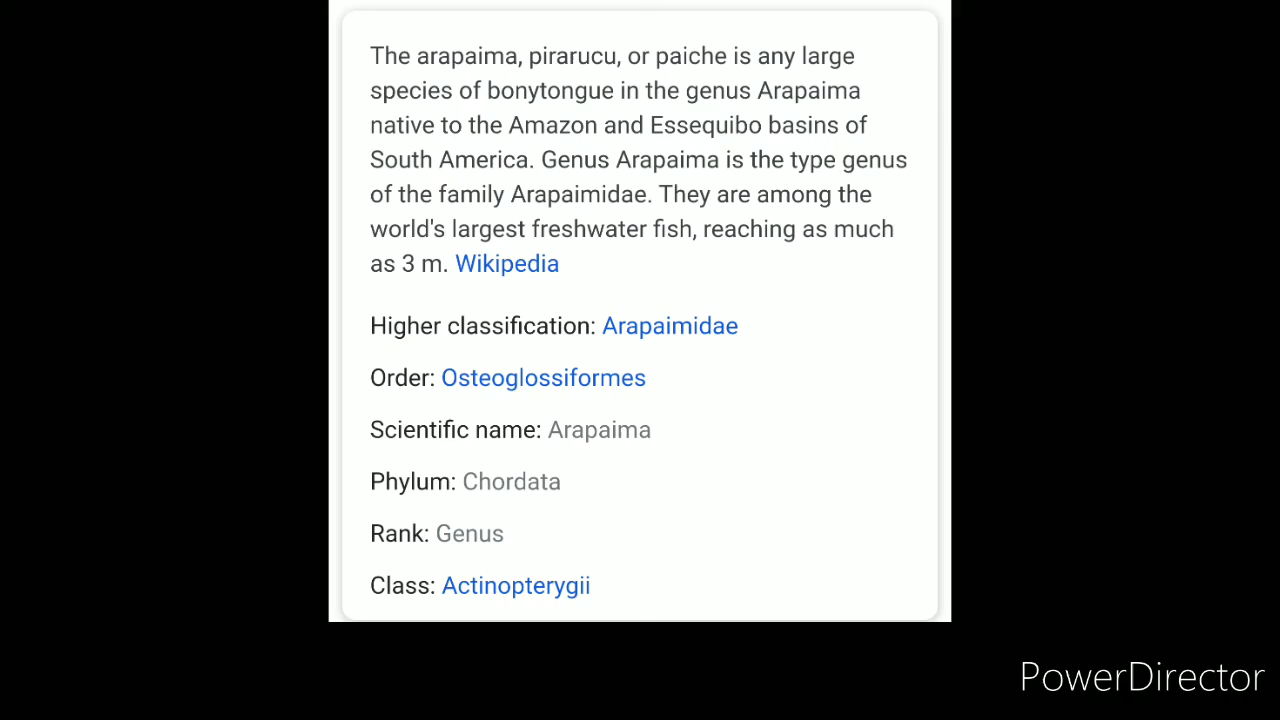 The arapaima, pirarucu, or paiche is any large
species of bonytongue in the genus Arapaima
native to the Amazon and Essequibo basins of
South America. Genus Arapaima is the type genus
of the family Arapaimidae. They are among the
world's largest freshwater fish, reaching as much
as 3 m. Wikipedia
Higher classification: Arapaimidae
Order: Osteoglossiformes
Scientific name: Arapaima
Phylum: Chordata
Rank: Genus
Class: Actinopterygii
PowerDirector